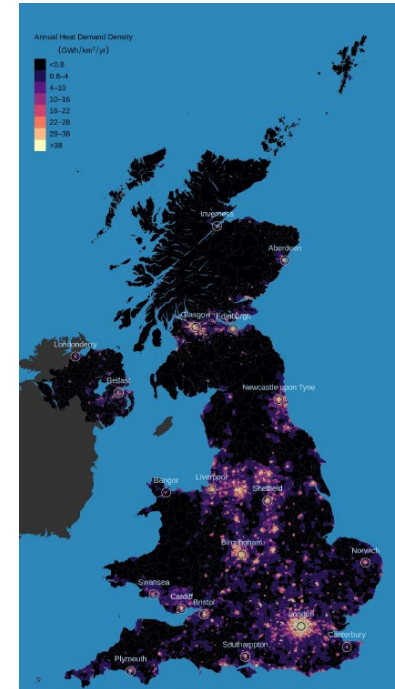 Annual Heat Demand Density
(GWh/km²/yr)
<0.8
0.8–4
4–10
10–16
16–22
22–28
28–38
>38
Inverness
Aberdeen
Glasgow
Edinburgh
Londonderry
Belfast
Newcastle upon Tyne
Bangor
Liverpool
Sheffield
Birmingham
Norwich
Swansea
Cardiff
Bristol
London
Canterbury
Southampton
Plymouth